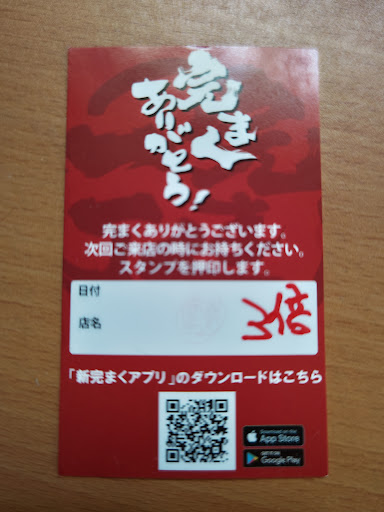 完まく
ありがとう!
完まくありがとうございます。
次回ご来店の時にお持ちください。
スタンプを押印します。
日付
店名
「新完まくアプリ」のダウンロードはこちら
Download on the
App Store
GET IT ON
Google Play